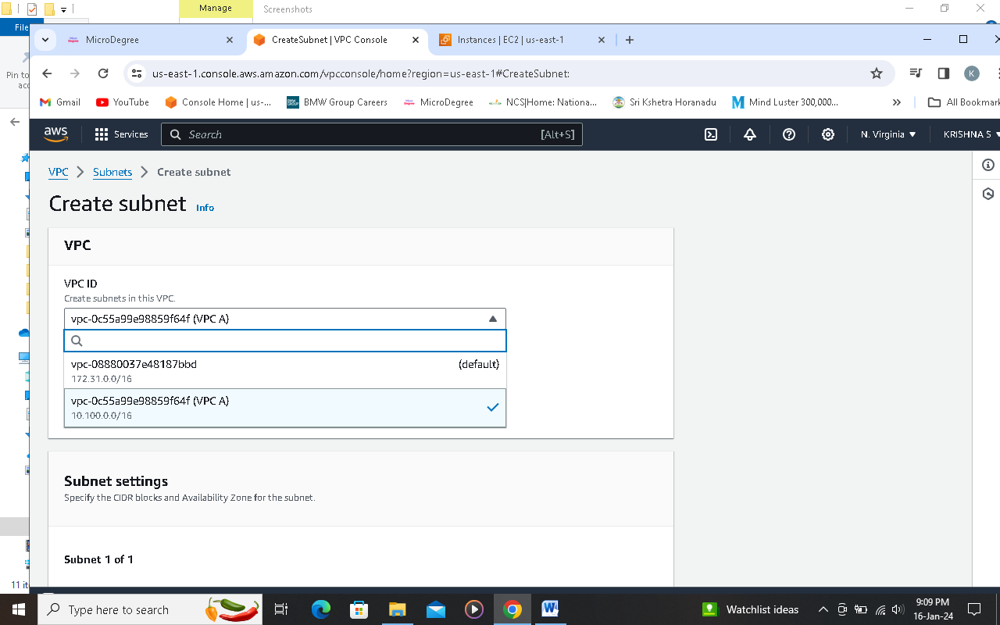 Manage
Screenshots
File
MicroDegree
CreateSubnet | VPC Console
Instances | EC2 | us-east-1
Pin to
acc
us-east-1.console.aws.amazon.com/vpcconsole/home?region=us-east-1#CreateSubnet:
K
Gmail
YouTube
Console Home | us-...
BMW Group Careers
MicroDegree
NCS|Home: Nationa...
Sri Kshetra Horanadu
Mind Luster 300,000...
»
All Bookmark
aws
Services
Search
[Alt+S]
N. Virginia
KRISHNA S
VPC
Subnets
Create subnet
Create subnet
Info
VPC
VPC ID
Create subnets in this VPC.
vpc-0c55a99e98859f64f (VPC A)
vpc-08880037e48187bbd
(default)
172.31.0.0/16
vpc-0c55a99e98859f64f (VPC A)
10.100.0.0/16
Subnet settings
Specify the CIDR blocks and Availability Zone for the subnet.
Subnet 1 of 1
11 ite
Type here to search
Watchlist ideas
9:09 PM
16-Jan-24